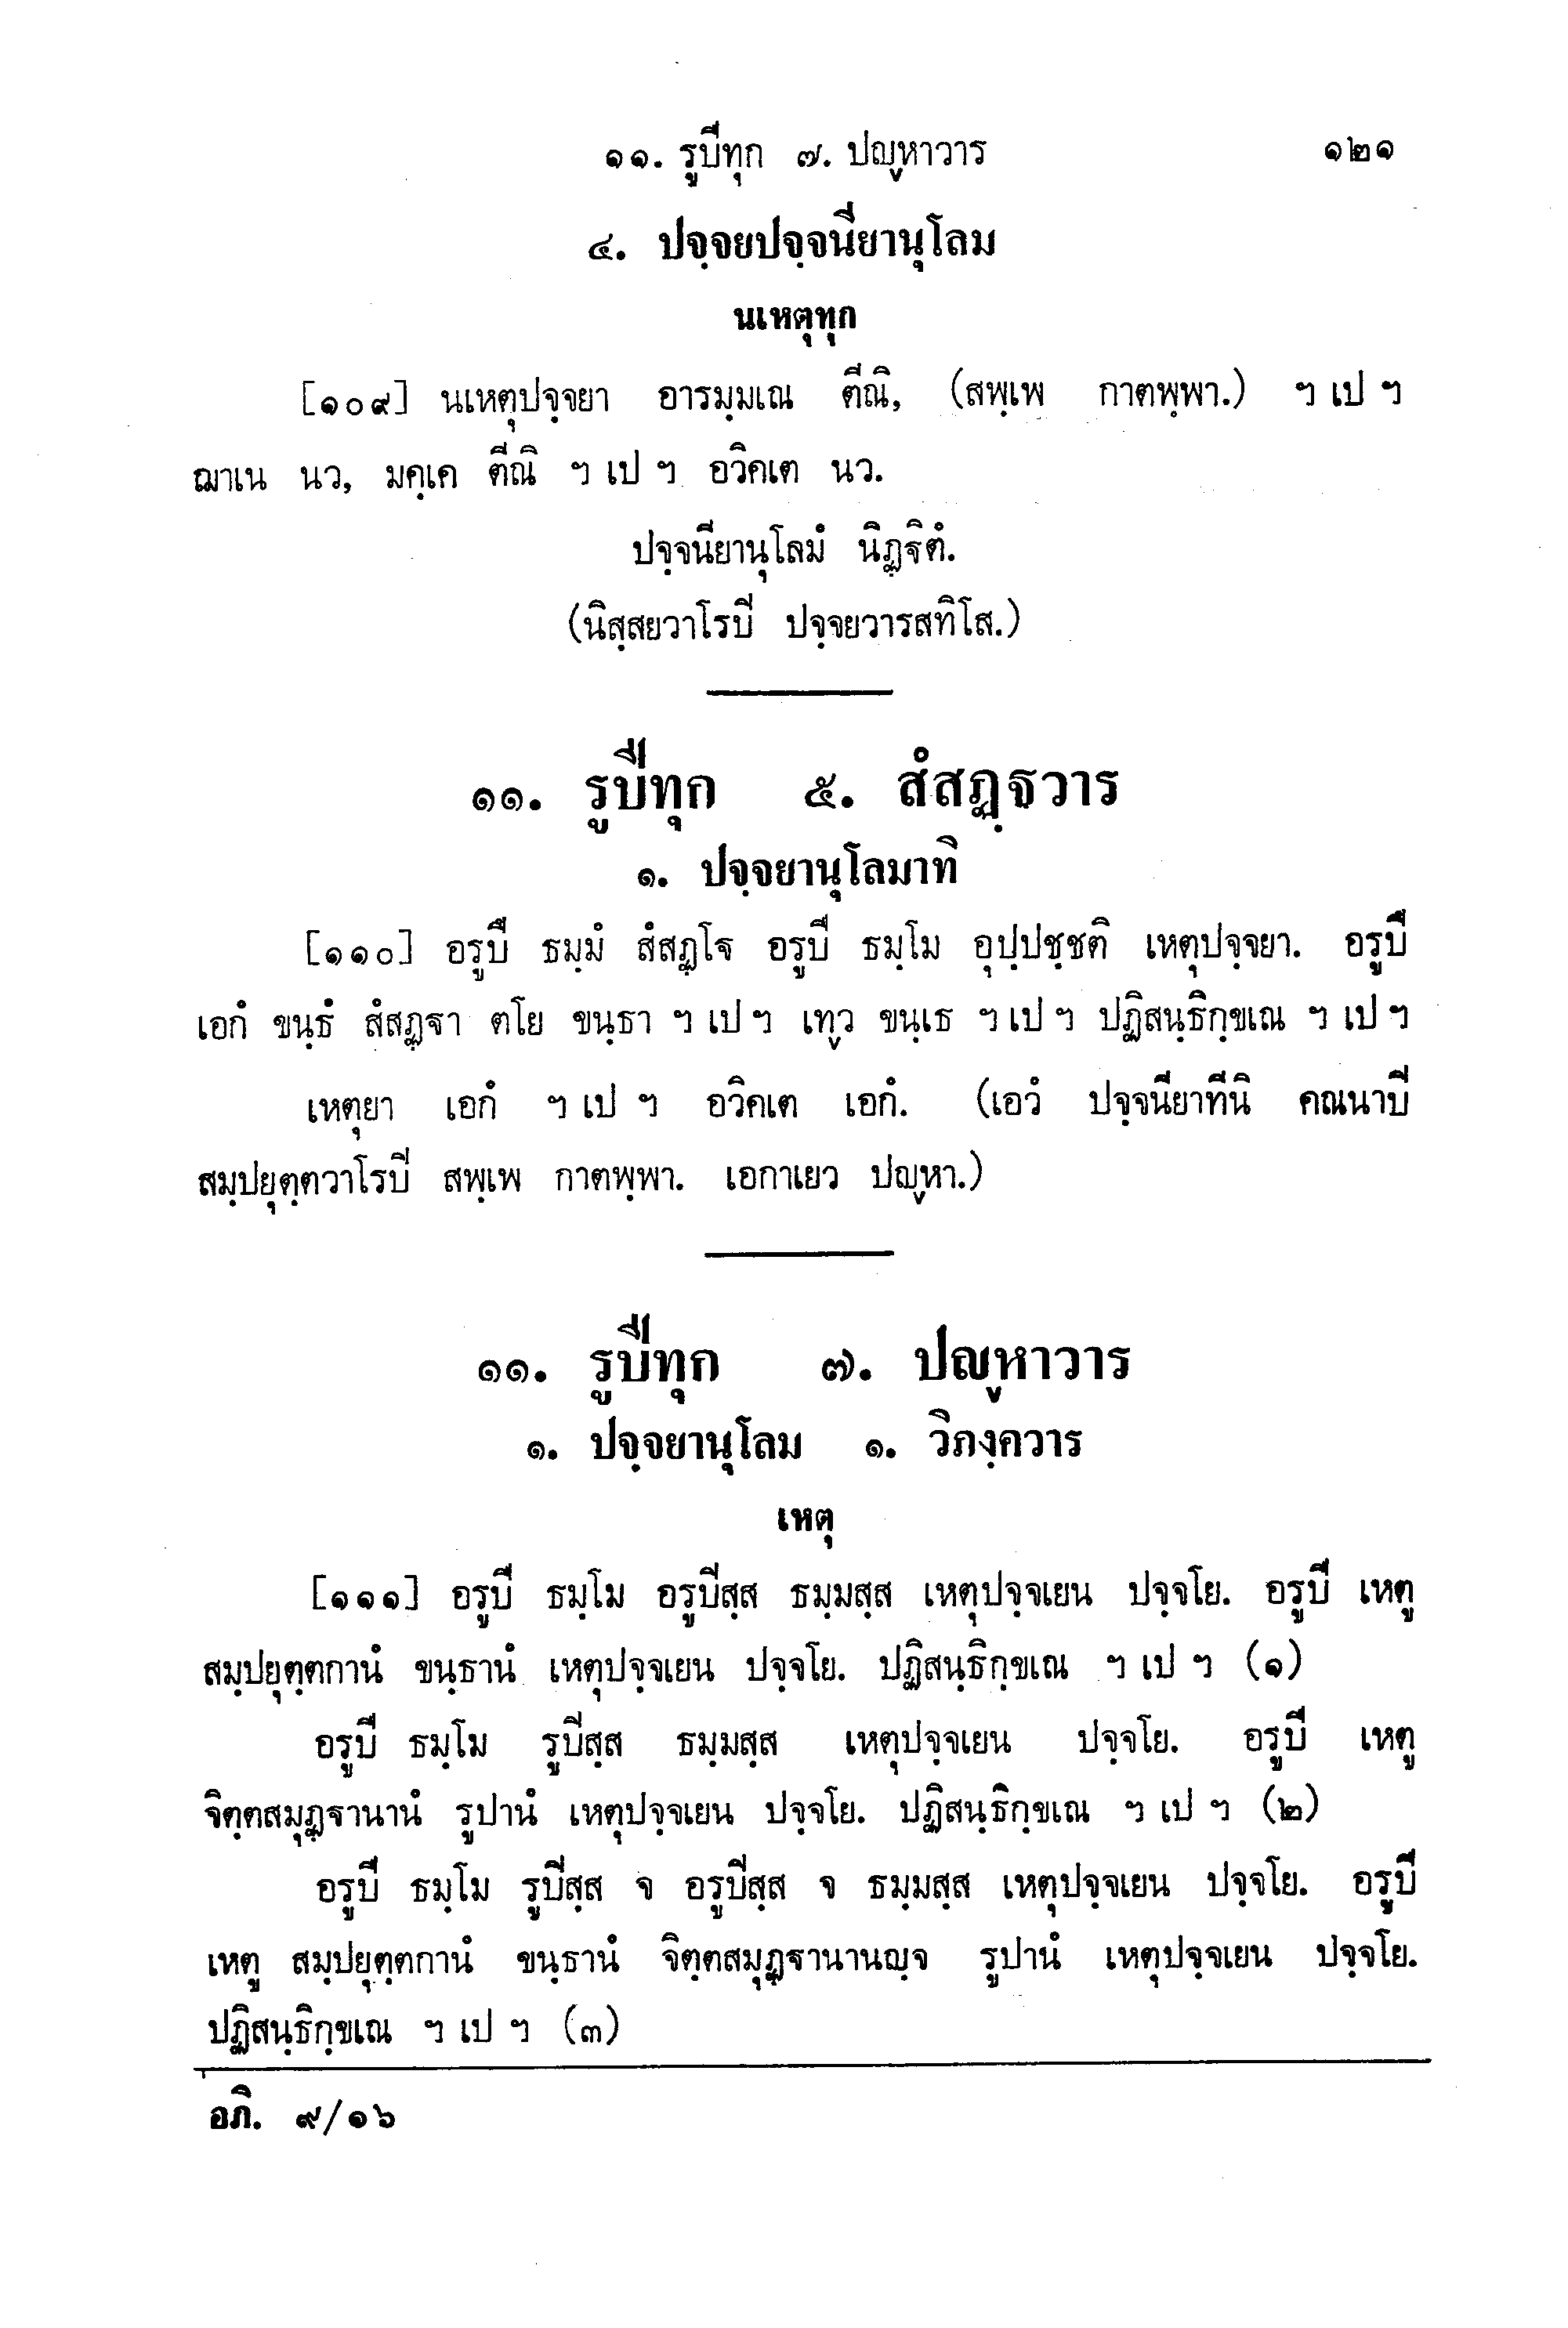 ๑๑. รูปีทุก ๗. ปญฺหาวาร ๑๒๑
๔. ปจฺจยปจฺจนียานุโลม
นเหตุทุก
[๑๐๙] นเหตุปจฺจยา อารมฺมเณ ตีณิ, (สพฺเพ กาตพฺพา.) ฯ เป ฯ
ฌาเน นว, มคฺเค ตีณิ ฯ เป ฯ อวิคเต นว.
ปจฺจนียานุโลมํ นิฏฺฐิตํ.
(นิสฺสยวาโรปี ปจฺจยวารสทิโส.)
๑๑. รูปีทุก ๕. สํสฏฺฐวาร
๑. ปจฺจยานุโลมาทิ
[๑๑๐] อรูปี ธมฺมํ สํสฏฺโฐ อรูปี ธมฺโม อุปฺปชฺชติ เหตุปจฺจยา. อรูปี
เอกํ ขนฺธํ สํสฏฺฐา ตโย ขนฺธา ฯ เป ฯ เทฺว ขนฺเธ ฯ เป ฯ ปฏิสนฺธิกฺขเณ ฯ เป ฯ
เหตุยา เอกํ ฯ เป ฯ อวิคเต เอกํ. (เอวํ ปจฺจนียาทีนิ คณนาปี
สมฺปยุตฺตวาโรปี สพฺเพ กาตพฺพา. เอกาเยว ปญฺหา.)
๑๑. รูปีทุก ๗. ปญฺหาวาร
๑. ปจฺจยานุโลม ๑. วิภงฺควาร
เหตุ
[๑๑๑] อรูปี ธมฺโม อรูปีสฺส ธมฺมสฺส เหตุปจฺจเยน ปจฺจโย. อรูปี เหตู
สมฺปยุตฺตกานํ ขนฺธานํ เหตุปจฺจเยน ปจฺจโย. ปฏิสนฺธิกฺขเณ ฯ เป ฯ (๑)
อรูปี ธมฺโม รูปีสฺส ธมฺมสฺส เหตุปจฺจเยน ปจฺจโย. อรูปี เหตู
จิตฺตสมุฏฺฐานานํ รูปานํ เหตุปจฺจเยน ปจฺจโย. ปฏิสนฺธิกฺขเณ ฯ เป ฯ (๒)
อรูปี ธมฺโม รูปีสฺส จ อรูปีสฺส จ ธมฺมสฺส เหตุปจฺจเยน ปจฺจโย. อรูปี
เหตู สมฺปยุตฺตกานํ ขนฺธานํ จิตฺตสมุฏฺฐานานญฺจ รูปานํ เหตุปจฺจเยน ปจฺจโย.
ปฏิสนฺธิกฺขเณ ฯ เป ฯ (๓)
อภิ. ๙/๑๖